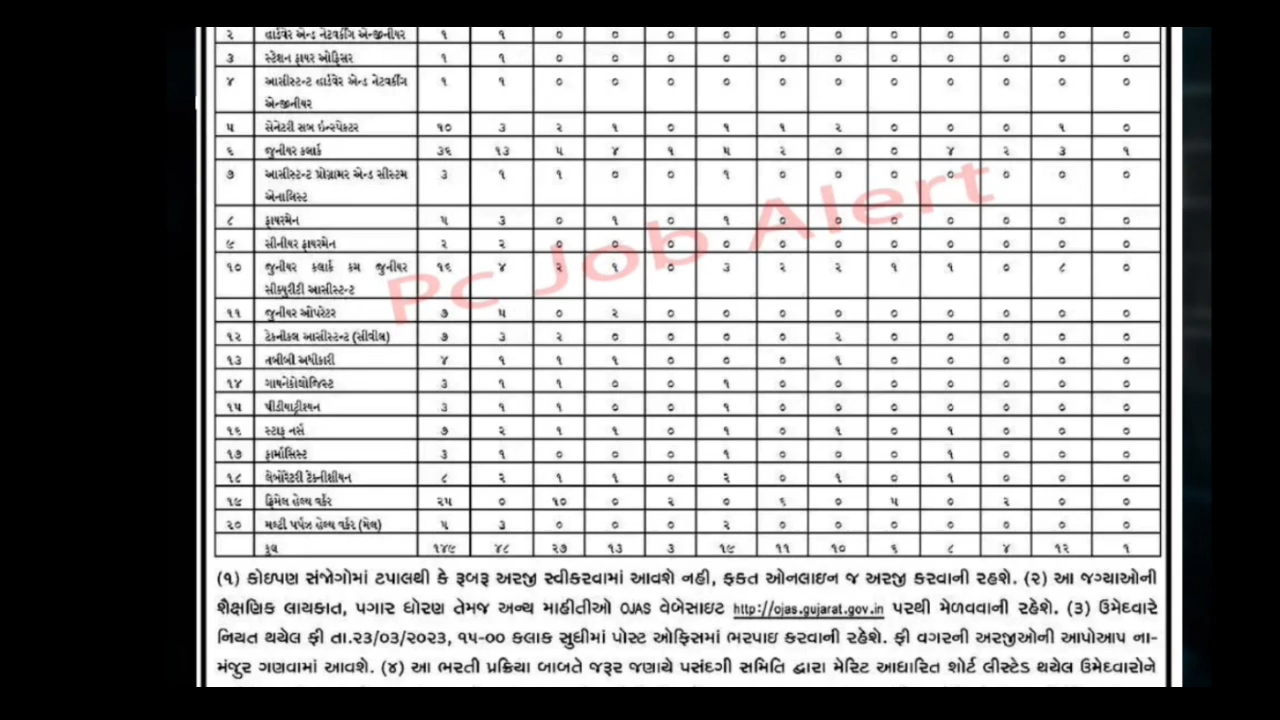 ૨ હાર્ડવેર એન્ડ નેટવર્કીંગ એન્જીનીયર ૧ ૧ ૦ ૦ ૦ ૦ ૦ ૦ ૦ ૦ ૦ ૦ ૦
૩ સ્ટેશન ફાયર ઓફિસર ૧ ૧ ૦ ૦ ૦ ૦ ૦ ૦ ૦ ૦ ૦ ૦ ૦
૪ આસીસ્ટન્ટ હાર્ડવેર એન્ડ નેટવર્કીંગ ૧ ૧ ૦ ૦ ૦ ૦ ૦ ૦ ૦ ૦ ૦ ૦ ૦
એન્જીનીયર
૫ સેનેટરી સબ ઇન્સ્પેક્ટર ૧૦ ૩ ૨ ૧ ૦ ૧ ૧ ૨ ૦ ૦ ૦ ૧ ૦
૬ જુનીયર કલાર્ક ૩૬ ૧૩ ૫ ૪ ૧ ૫ ૨ ૦ ૦ ૪ ૨ ૩ ૧
૭ આસીસ્ટન્ટ પ્રોગ્રામર એન્ડ સીસ્ટમ ૩ ૧ ૧ ૦ ૦ ૧ ૦ ૦ ૦ ૦ ૦ ૦ ૦
એનાલિસ્ટ
૮ ફાયરમેન ૫ ૩ ૦ ૧ ૦ ૧ ૦ ૦ ૦ ૦ ૦ ૦ ૦
૯ સીનીયર ફાયરમેન ૨ ૨ ૦ ૦ ૦ ૦ ૦ ૦ ૦ ૦ ૦ ૦ ૦
૧૦ જુનીયર કલાર્ક કમ જુનીયર ૧૬ ૪ ૨ ૧ ૦ ૩ ૨ ૨ ૧ ૧ ૦ ૮ ૦
સીક્યુરીટી આસીસ્ટન્ટ
૧૧ જુનીયર ઓપરેટર ૭ ૫ ૦ ૨ ૦ ૦ ૦ ૦ ૦ ૦ ૦ ૦ ૦
૧૨ ટેકનીકલ આસીસ્ટન્ટ (સીવીલ) ૭ ૩ ૨ ૦ ૦ ૦ ૦ ૨ ૦ ૦ ૦ ૦ ૦
૧૩ તબીબી અધીકારી ૪ ૧ ૧ ૧ ૦ ૦ ૦ ૧ ૦ ૦ ૦ ૦ ૦
૧૪ ગાયનેકોલોજિસ્ટ ૩ ૧ ૧ ૦ ૦ ૧ ૦ ૦ ૦ ૦ ૦ ૦ ૦
૧૫ પીડીયાટ્રીશ્યન ૩ ૧ ૧ ૦ ૦ ૧ ૦ ૦ ૦ ૦ ૦ ૦ ૦
૧૬ સ્ટાફ નર્સ ૭ ૨ ૧ ૧ ૦ ૧ ૦ ૧ ૦ ૧ ૦ ૦ ૦
૧૭ ફાર્માસિસ્ટ ૩ ૧ ૦ ૦ ૦ ૧ ૦ ૦ ૦ ૧ ૦ ૦ ૦
૧૮ લેબોરેટરી ટેકનીશીયન ૮ ૨ ૧ ૧ ૦ ૨ ૦ ૧ ૦ ૧ ૦ ૦ ૦
૧૯ ફિમેલ હેલ્થ વર્કર ૨૫ ૦ ૧૦ ૦ ૨ ૦ ૬ ૦ ૫ ૦ ૨ ૦ ૦
૨૦ મલ્ટી પર્પઝ હેલ્થ વર્કર (મેલ) ૫ ૩ ૦ ૦ ૦ ૨ ૦ ૦ ૦ ૦ ૦ ૦ ૦
કુલ ૧૪૯ ૪૮ ૨૭ ૧૩ ૩ ૧૯ ૧૧ ૧૦ ૬ ૮ ૪ ૧૨ ૧
Pc Job Alert
(૧) કોઇપણ સંજોગોમાં ટપાલથી કે રૂબરૂ અરજી સ્વીકારવામાં આવશે નહી, ફકત ઓનલાઇન જ અરજી કરવાની રહશે. (૨) આ જગ્યાઓની
શૈક્ષણિક લાયકાત, પગાર ધોરણ તેમજ અન્ય માહીતીઓ OJAS વેબેસાઇટ http://ojas.gujarat.gov.in પરથી મેળવવાની રહેશે. (૩) ઉમેદવારે
નિયત થયેલ ફી તા.૨૩/૦૩/૨૦૨૩, ૧૫-૦૦ કલાક સુધીમાં પોસ્ટ ઓફિસમાં ભરપાઇ કરવાની રહેશે. ફી વગરની અરજીઓની આપોઆપ ના-
મંજુર ગણવામાં આવશે. (૪) આ ભરતી પ્રક્રિયા બાબતે જરૂર જણાયે પસંદગી સમિતિ દ્વારા મેરિટ આધારિત શોર્ટ લીસ્ટેડ થયેલ ઉમેદવારોને